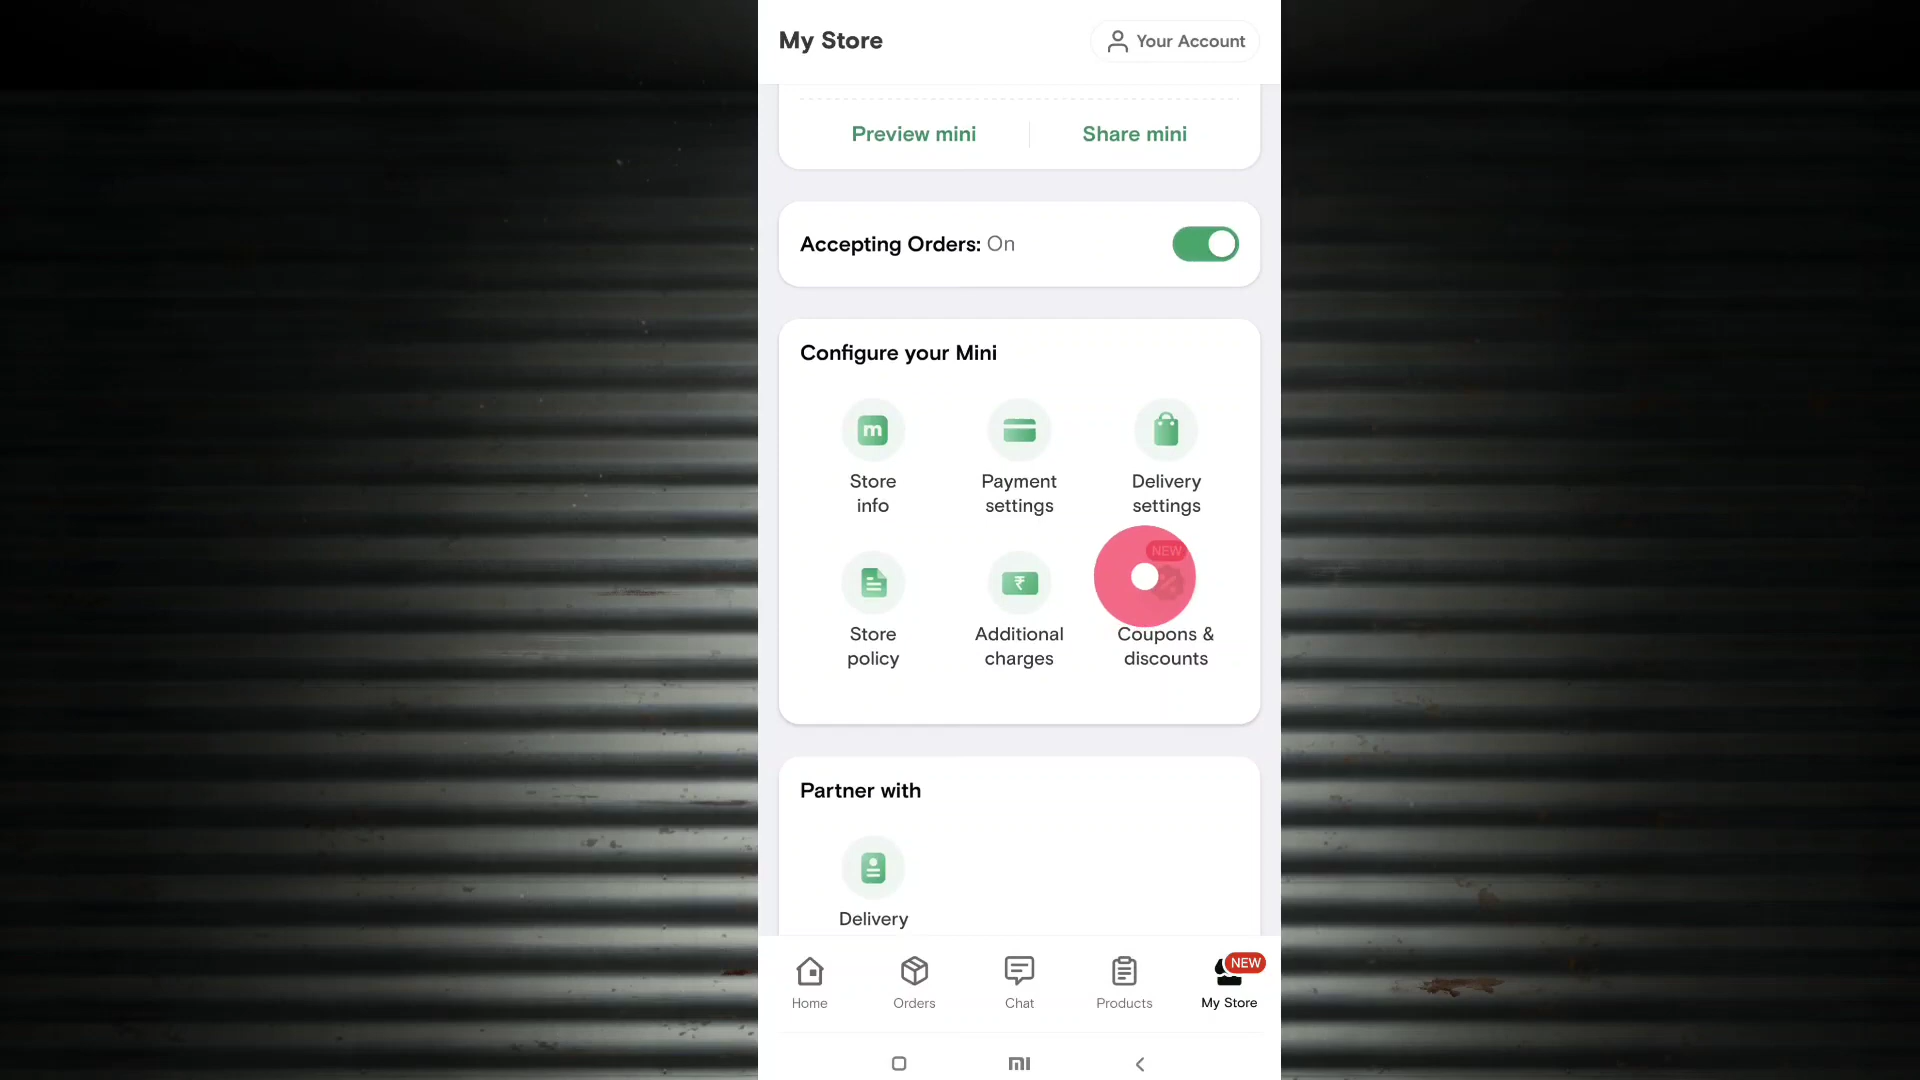 My Store
Your Account
Preview mini
Share mini
Accepting Orders: On
Configure your Mini
m
Store
info
Payment
settings
Delivery
settings
NEW
Store
policy
₹
Additional
charges
Coupons &
discounts
Partner with
Delivery
Home
Orders
Chat
Products
NEW
My Store
mi